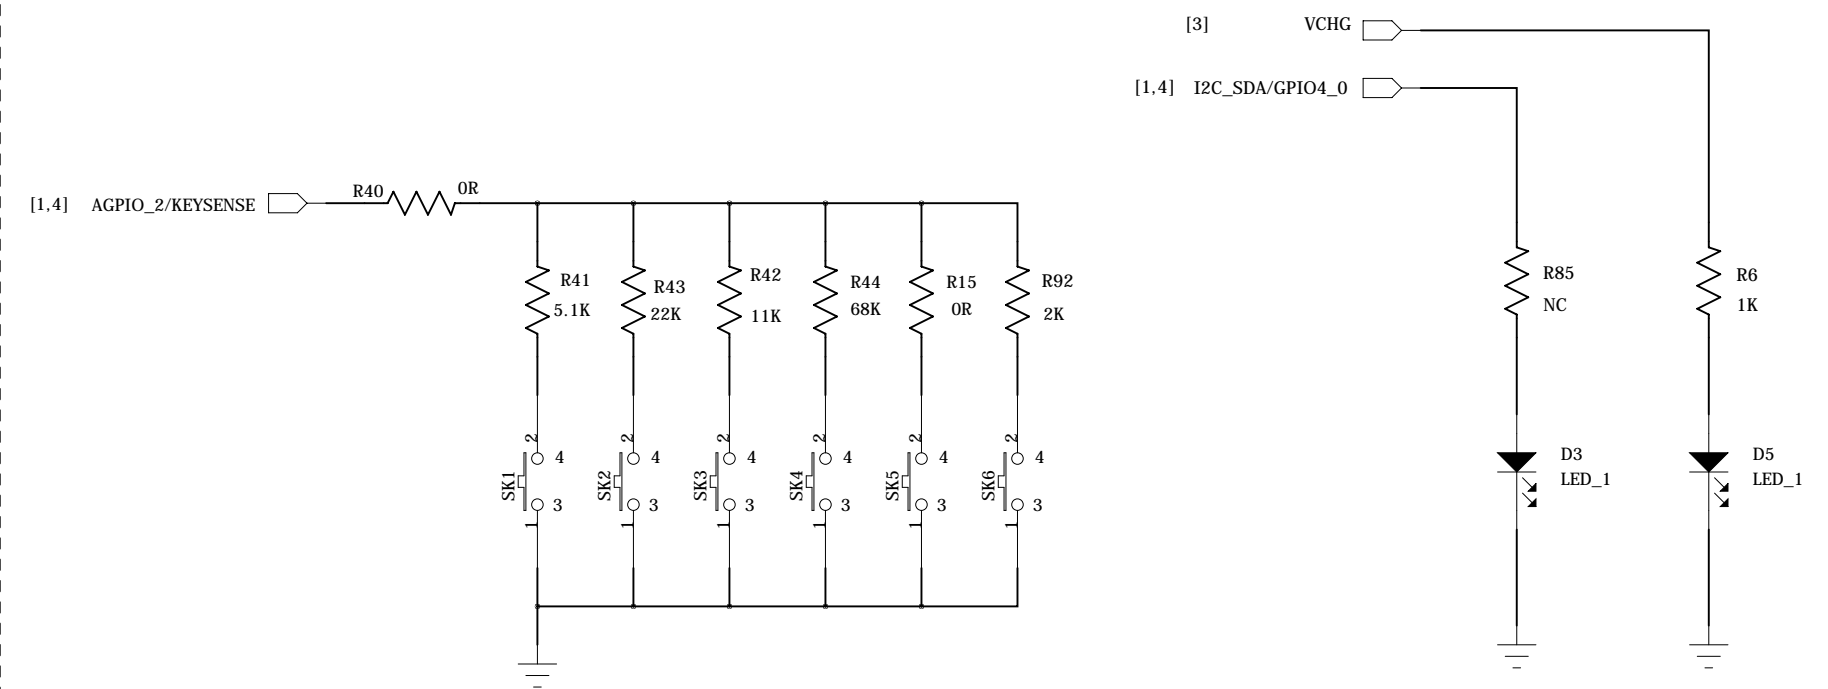 [3] VCHG
[1,4] I2C_SDA/GPIO4_0
[1,4] AGPIO_2/KEYSENSE
R40 0R
R41
5.1K
R43
22K
R42
11K
R44
68K
R15
0R
R92
2K
R85
NC
R6
1K
SK1
2
4
3
1
SK2
2
4
3
1
SK3
2
4
3
1
SK4
2
4
3
1
SK5
2
4
3
1
SK6
2
4
3
1
D3
LED_1
D5
LED_1